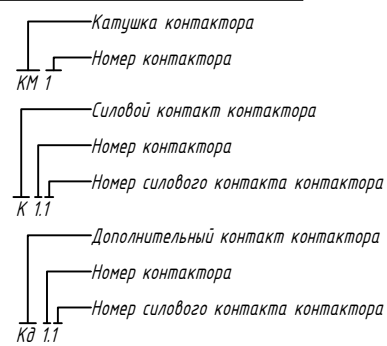 Катушка контактора
Номер контактора
КМ 1
Силовой контакт контактора
Номер контактора
Номер силового контакта контактора
К 1.1
Дополнительный контакт контактора
Номер контактора
Номер силового контакта контактора
Кд 1.1